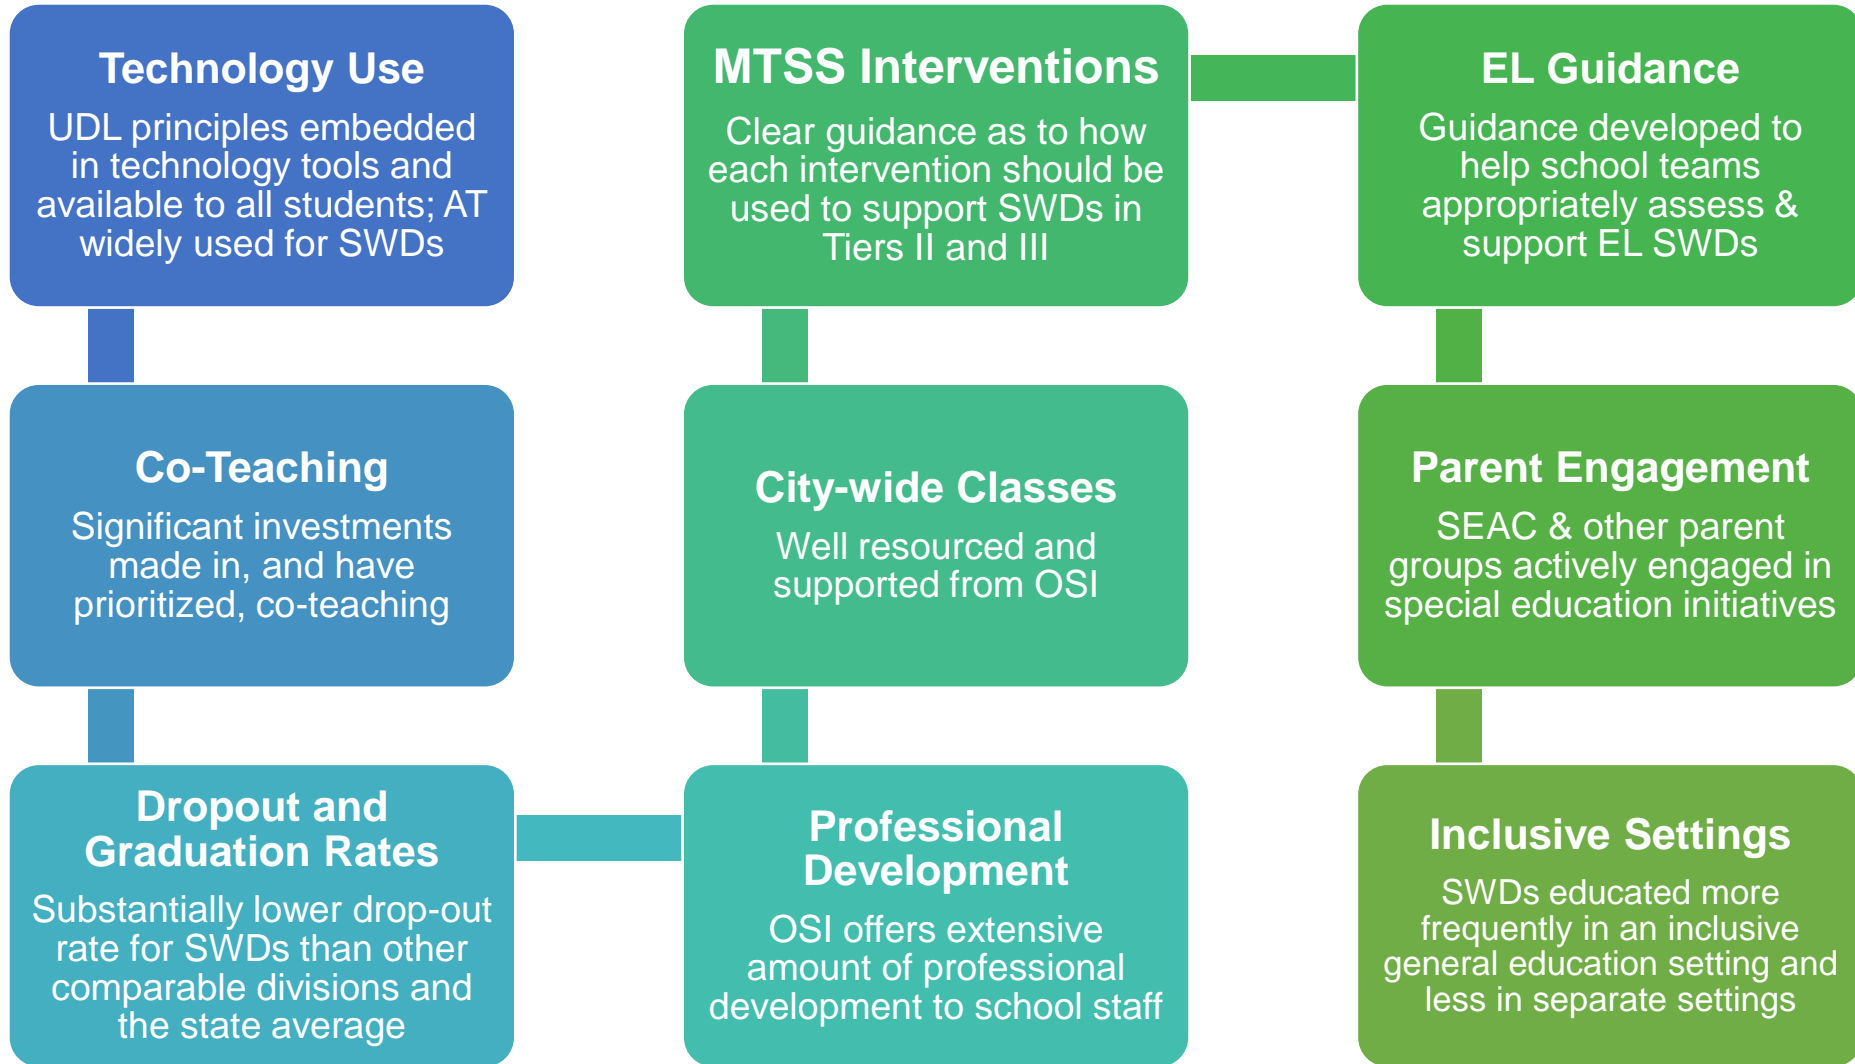 Technology Use
UDL principles embedded
in technology tools and
available to all students; AT
widely used for SWDs
Co-Teaching
Significant investments
made in, and have
prioritized, co-teaching
Dropout and
Graduation Rates
Substantially lower drop-out
rate for SWDs than other
comparable divisions and
the state average
Professional
Development
OSI offers extensive
amount of professional
development to school staff
City-wide Classes
Well resourced and
supported from OSI
MTSS Interventions
Clear guidance as to how
each intervention should be
used to support SWDs in
Tiers II and III
EL Guidance
Guidance developed to
help school teams
appropriately assess &
support EL SWDs
Parent Engagement
SEAC & other parent
groups actively engaged in
special education initiatives
Inclusive Settings
SWDs educated more
frequently in an inclusive
general education setting and
less in separate settings